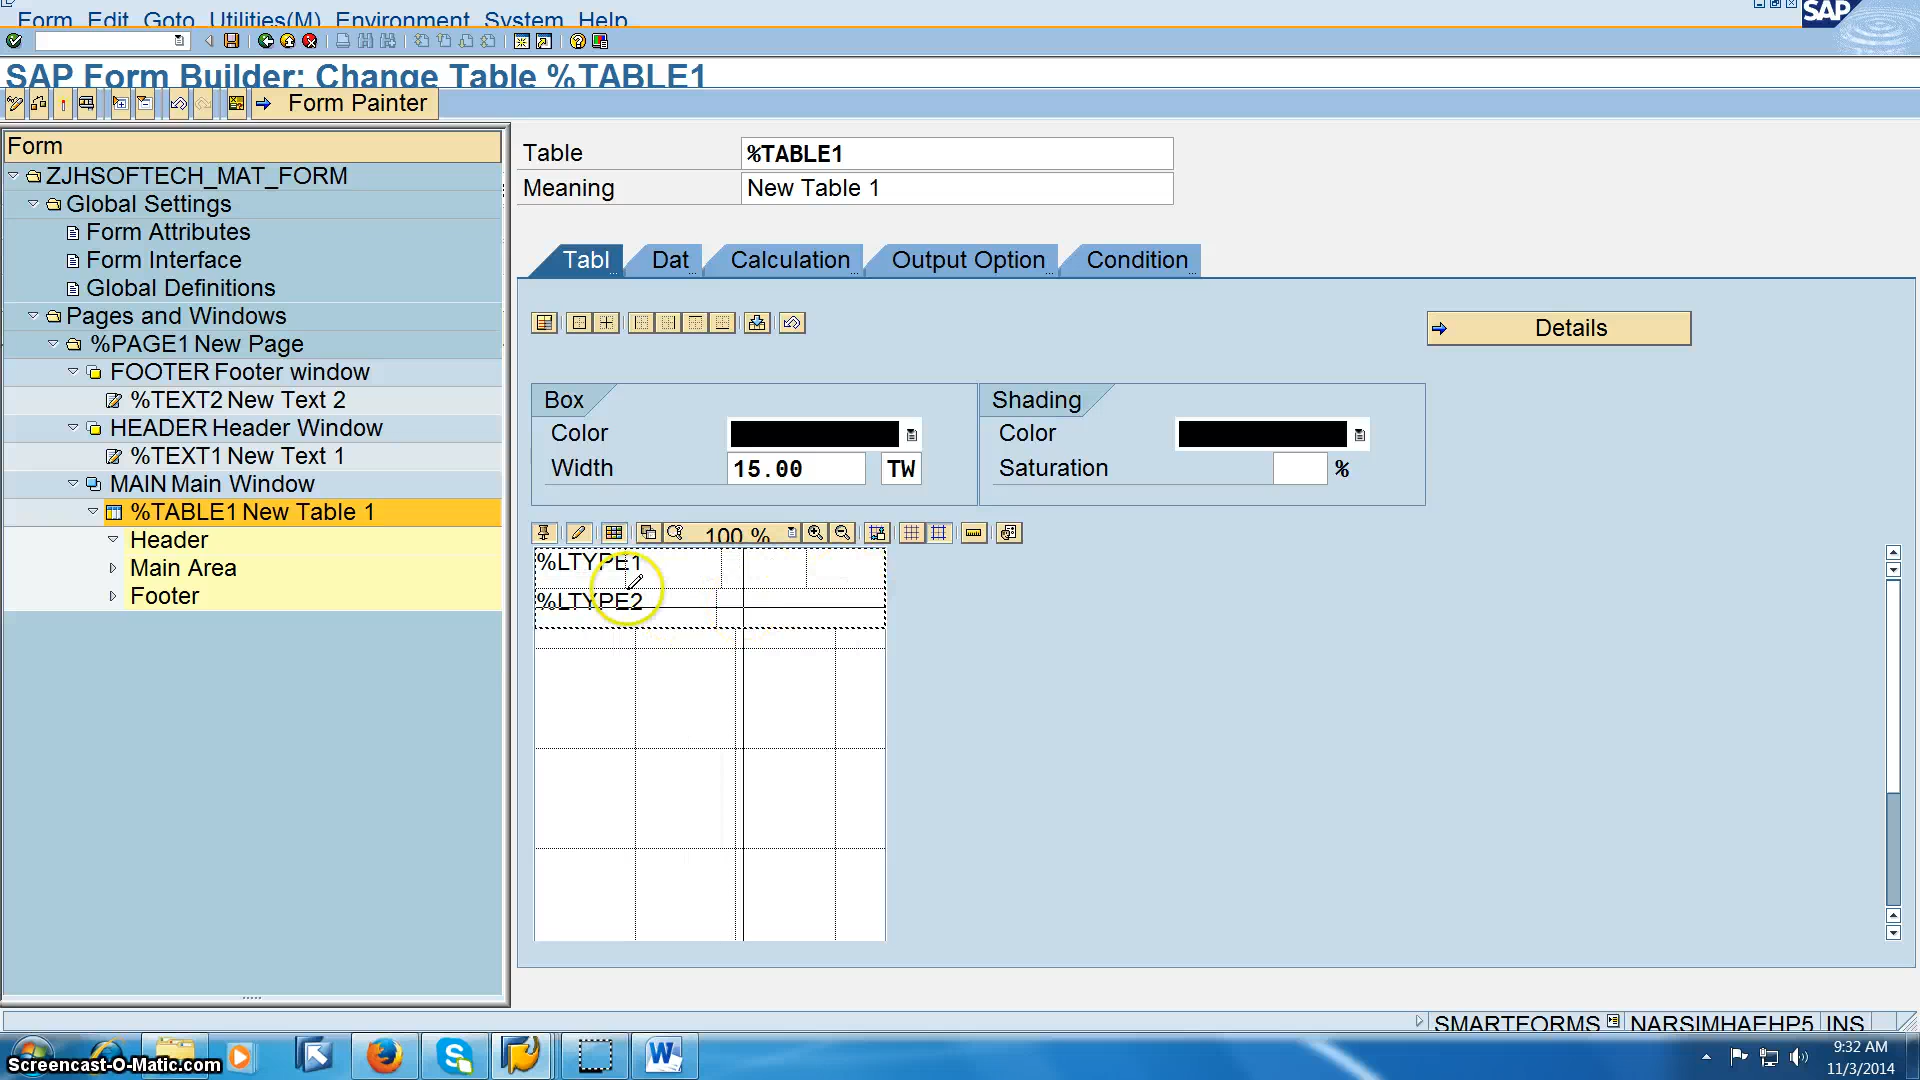 Form Edit Goto Utilities(M) Environment System Help
SAP
SAP Form Builder: Change Table %TABLE1
Form Painter
Form
ZJHSOFTECH_MAT_FORM
Global Settings
Form Attributes
Form Interface
Global Definitions
Pages and Windows
%PAGE1 New Page
FOOTER Footer window
%TEXT2 New Text 2
HEADER Header Window
%TEXT1 New Text 1
MAIN Main Window
%TABLE1 New Table 1
Header
Main Area
Footer
Table %TABLE1
Meaning New Table 1
Tabl Dat Calculation Output Option Condition
Details
Box
Color
Width 15.00 TW
Shading
Color
Saturation %
100 %
%LTYPE1
%LTYPE2
SMARTFORMS NARSIMHAEHP5 INS
9:32 AM
11/3/2014
Screencast-O-Matic.com